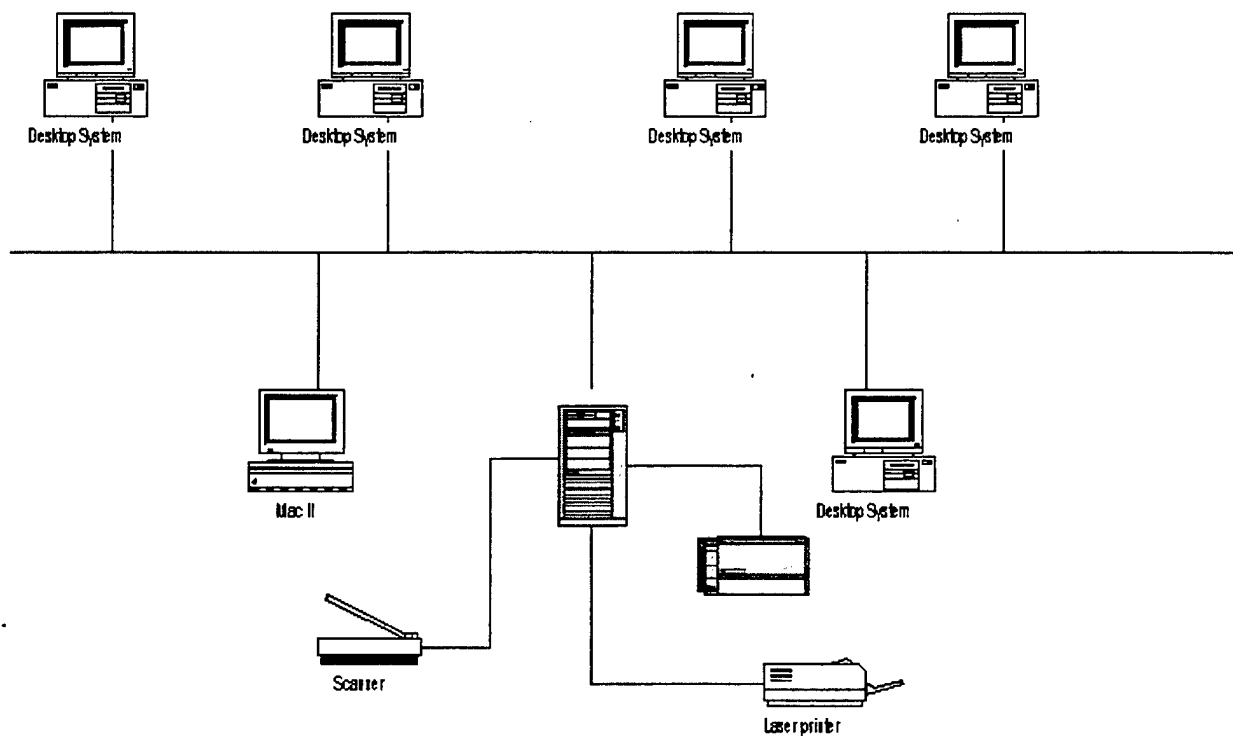 Desktop System
Desktop System
Desktop System
Desktop System
Mac II
Desktop System
Scanner
Laser printer